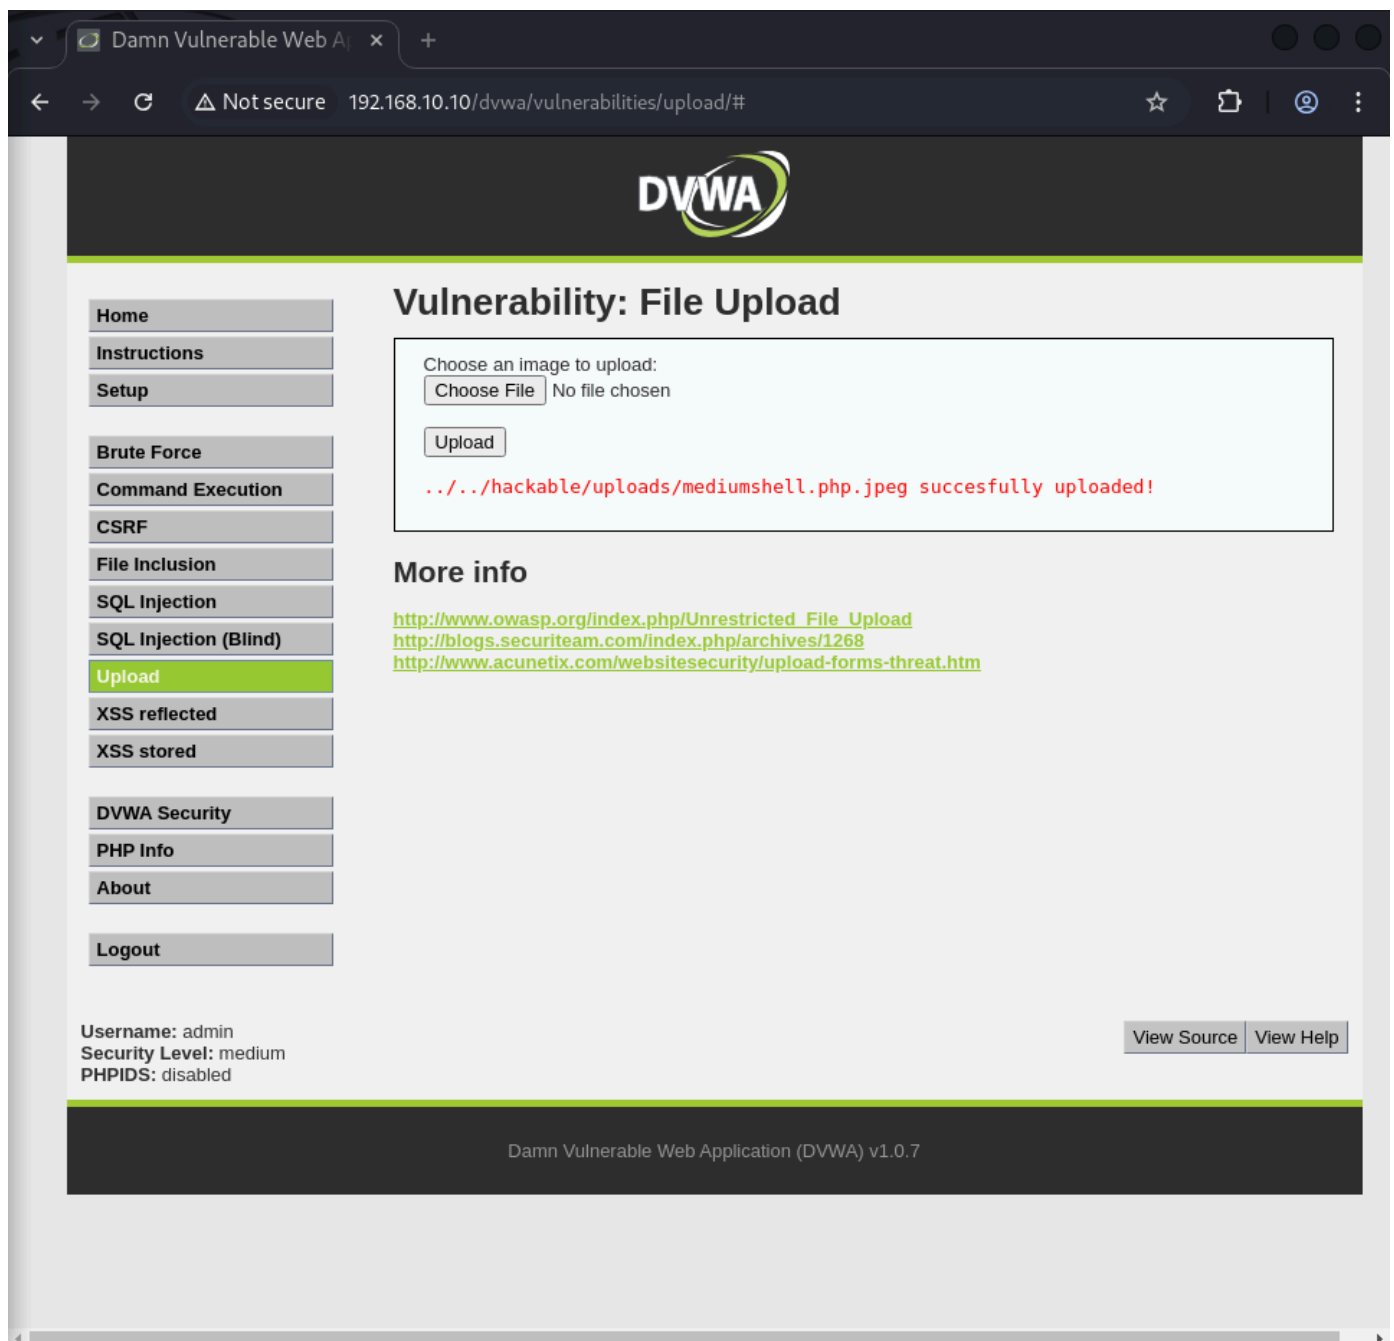 Damn Vulnerable Web Ap
Not secure 192.168.10.10/dvwa/vulnerabilities/upload/#
DVWA
Home
Instructions
Setup
Brute Force
Command Execution
CSRF
File Inclusion
SQL Injection
SQL Injection (Blind)
Upload
XSS reflected
XSS stored
DVWA Security
PHP Info
About
Logout
Vulnerability: File Upload
Choose an image to upload:
Choose File No file chosen
Upload
../../hackable/uploads/mediumshell.php.jpeg succesfully uploaded!
More info
http://www.owasp.org/index.php/Unrestricted_File_Upload
http://blogs.securiteam.com/index.php/archives/1268
http://www.acunetix.com/websitesecurity/upload-forms-threat.htm
Username: admin
Security Level: medium
PHPIDS: disabled
View Source View Help
Damn Vulnerable Web Application (DVWA) v1.0.7